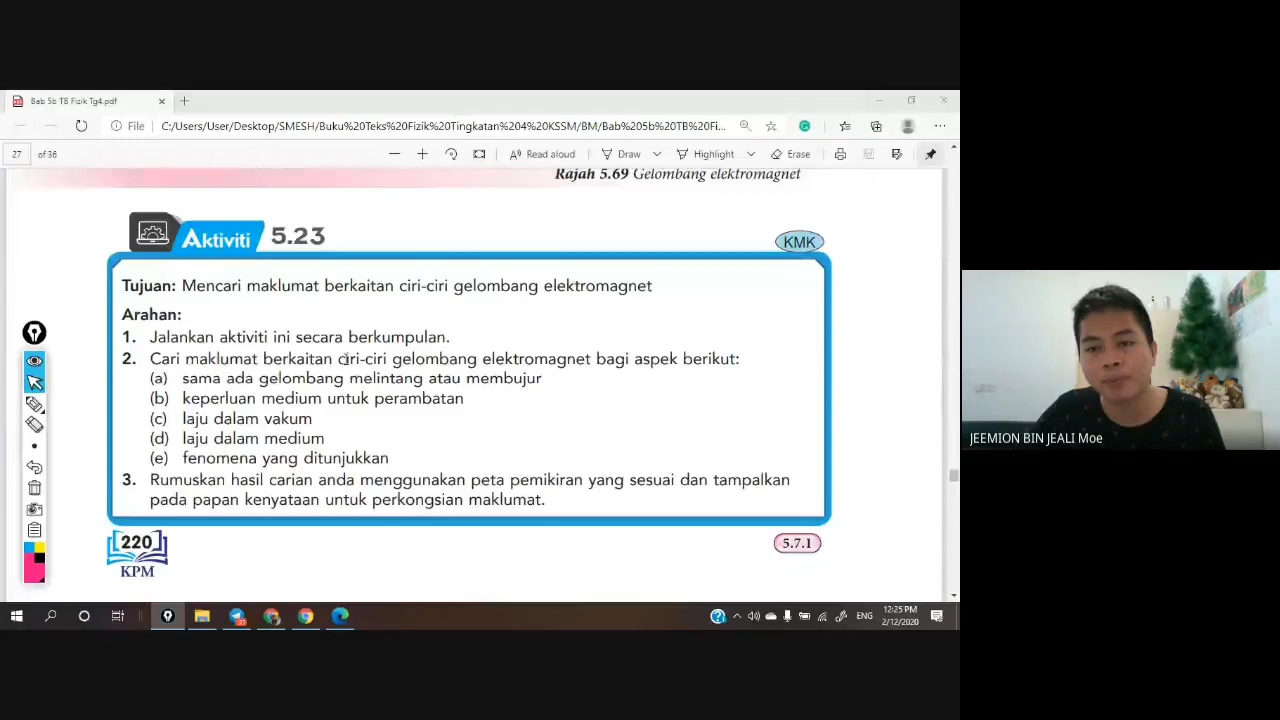 Bab 5b TB Fizik Tg4.pdf
File C:/Users/User/Desktop/SMESH/Buku%20Teks%20Fizik%20Tingkatan%204%20KSSM/BM/Bab%205b%20TB%20Fi...
27 of 36 Read aloud Draw Highlight Erase
Rajah 5.69 Gelombang elektromagnet
Aktiviti 5.23 KMK
Tujuan: Mencari maklumat berkaitan ciri-ciri gelombang elektromagnet
Arahan:
1. Jalankan aktiviti ini secara berkumpulan.
2. Cari maklumat berkaitan ciri-ciri gelombang elektromagnet bagi aspek berikut:
(a) sama ada gelombang melintang atau membujur
(b) keperluan medium untuk perambatan
(c) laju dalam vakum
(d) laju dalam medium
(e) fenomena yang ditunjukkan
3. Rumuskan hasil carian anda menggunakan peta pemikiran yang sesuai dan tampalkan
pada papan kenyataan untuk perkongsian maklumat.
220
KPM
5.7.1
JEEMION BIN JEALI Moe
ENG
12:25 PM
2/12/2020